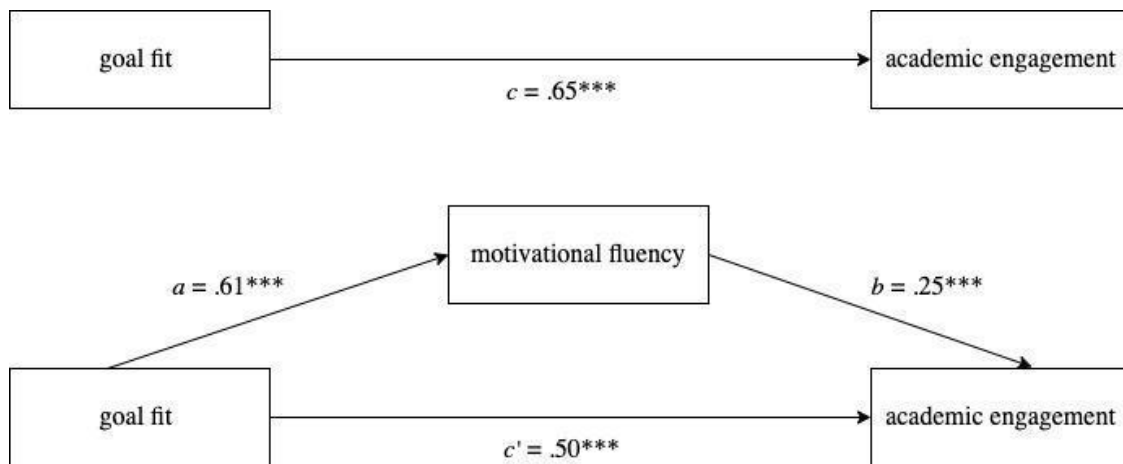 goal fit
academic engagement
c = .65***
motivational fluency
a = .61***
b = .25***
goal fit
academic engagement
c' = .50***